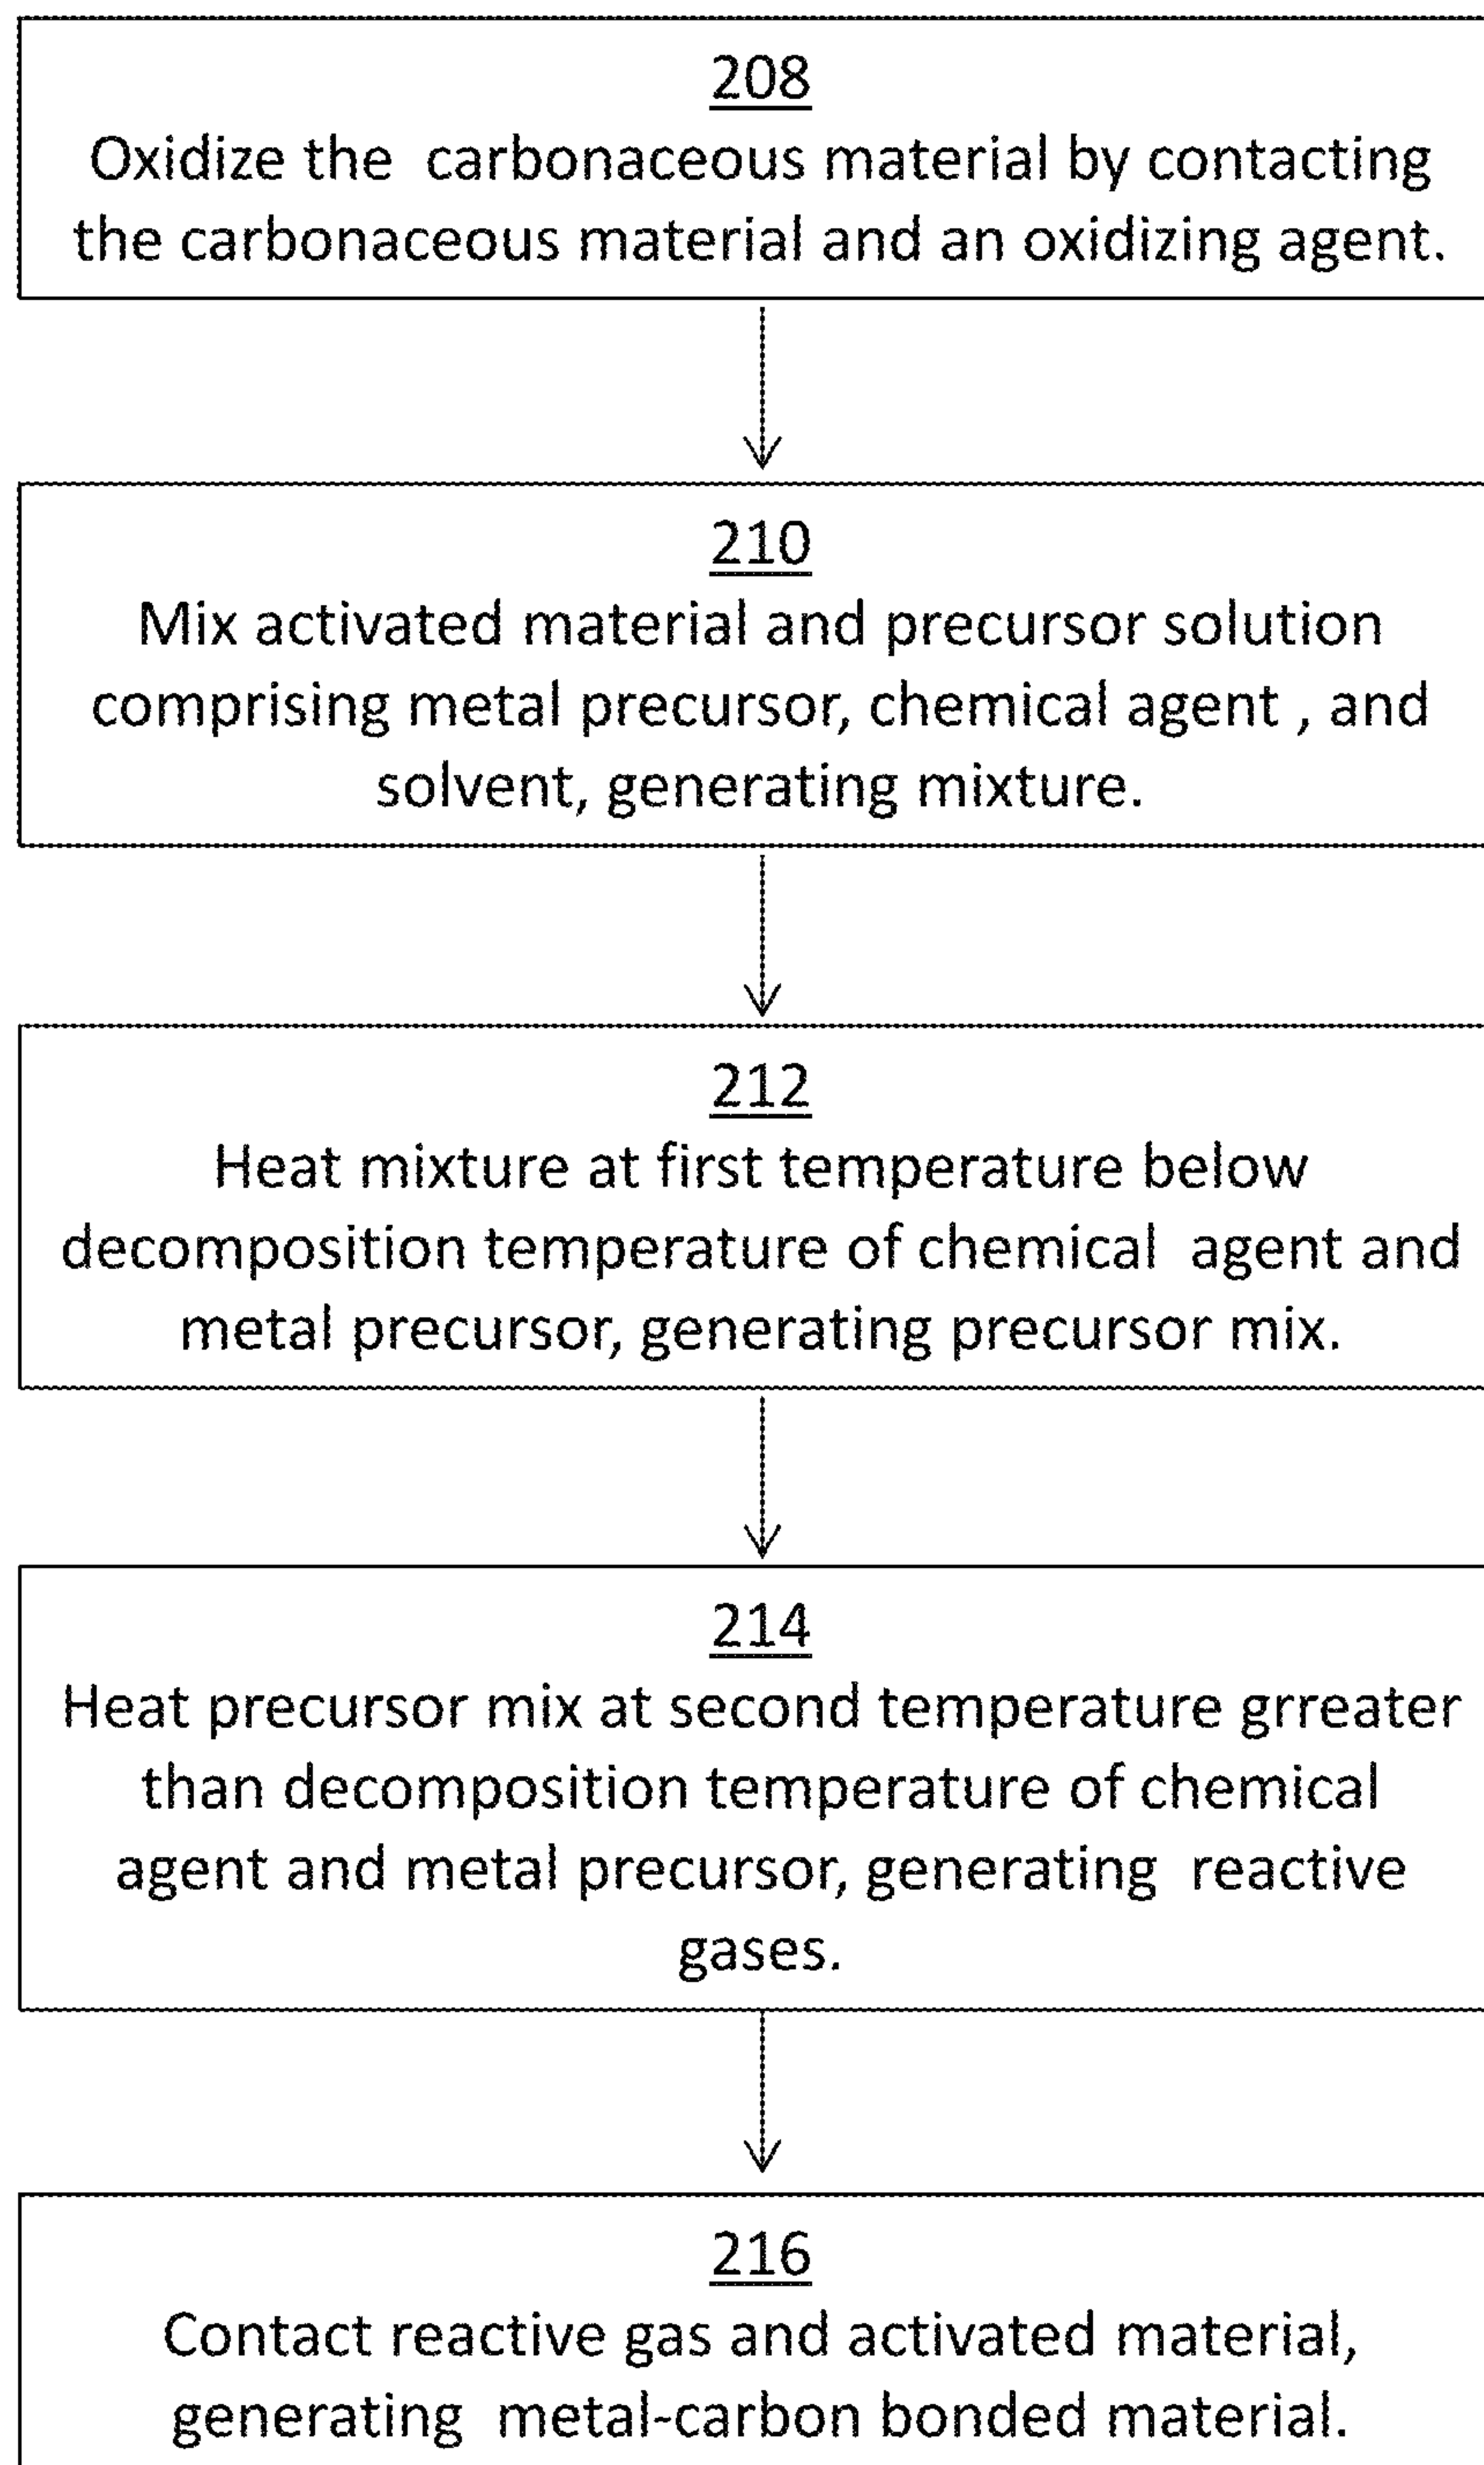 208
Oxidize the carbonaceous material by contacting
the carbonaceous material and an oxidizing agent.
210
Mix activated material and precursor solution
comprising metal precursor, chemical agent , and
solvent, generating mixture.
212
Heat mixture at first temperature below
decomposition temperature of chemical agent and
metal precursor, generating precursor mix.
214
Heat precursor mix at second temperature grreater
than decomposition temperature of chemical
agent and metal precursor, generating reactive
gases.
216
Contact reactive gas and activated material,
generating metal-carbon bonded material.